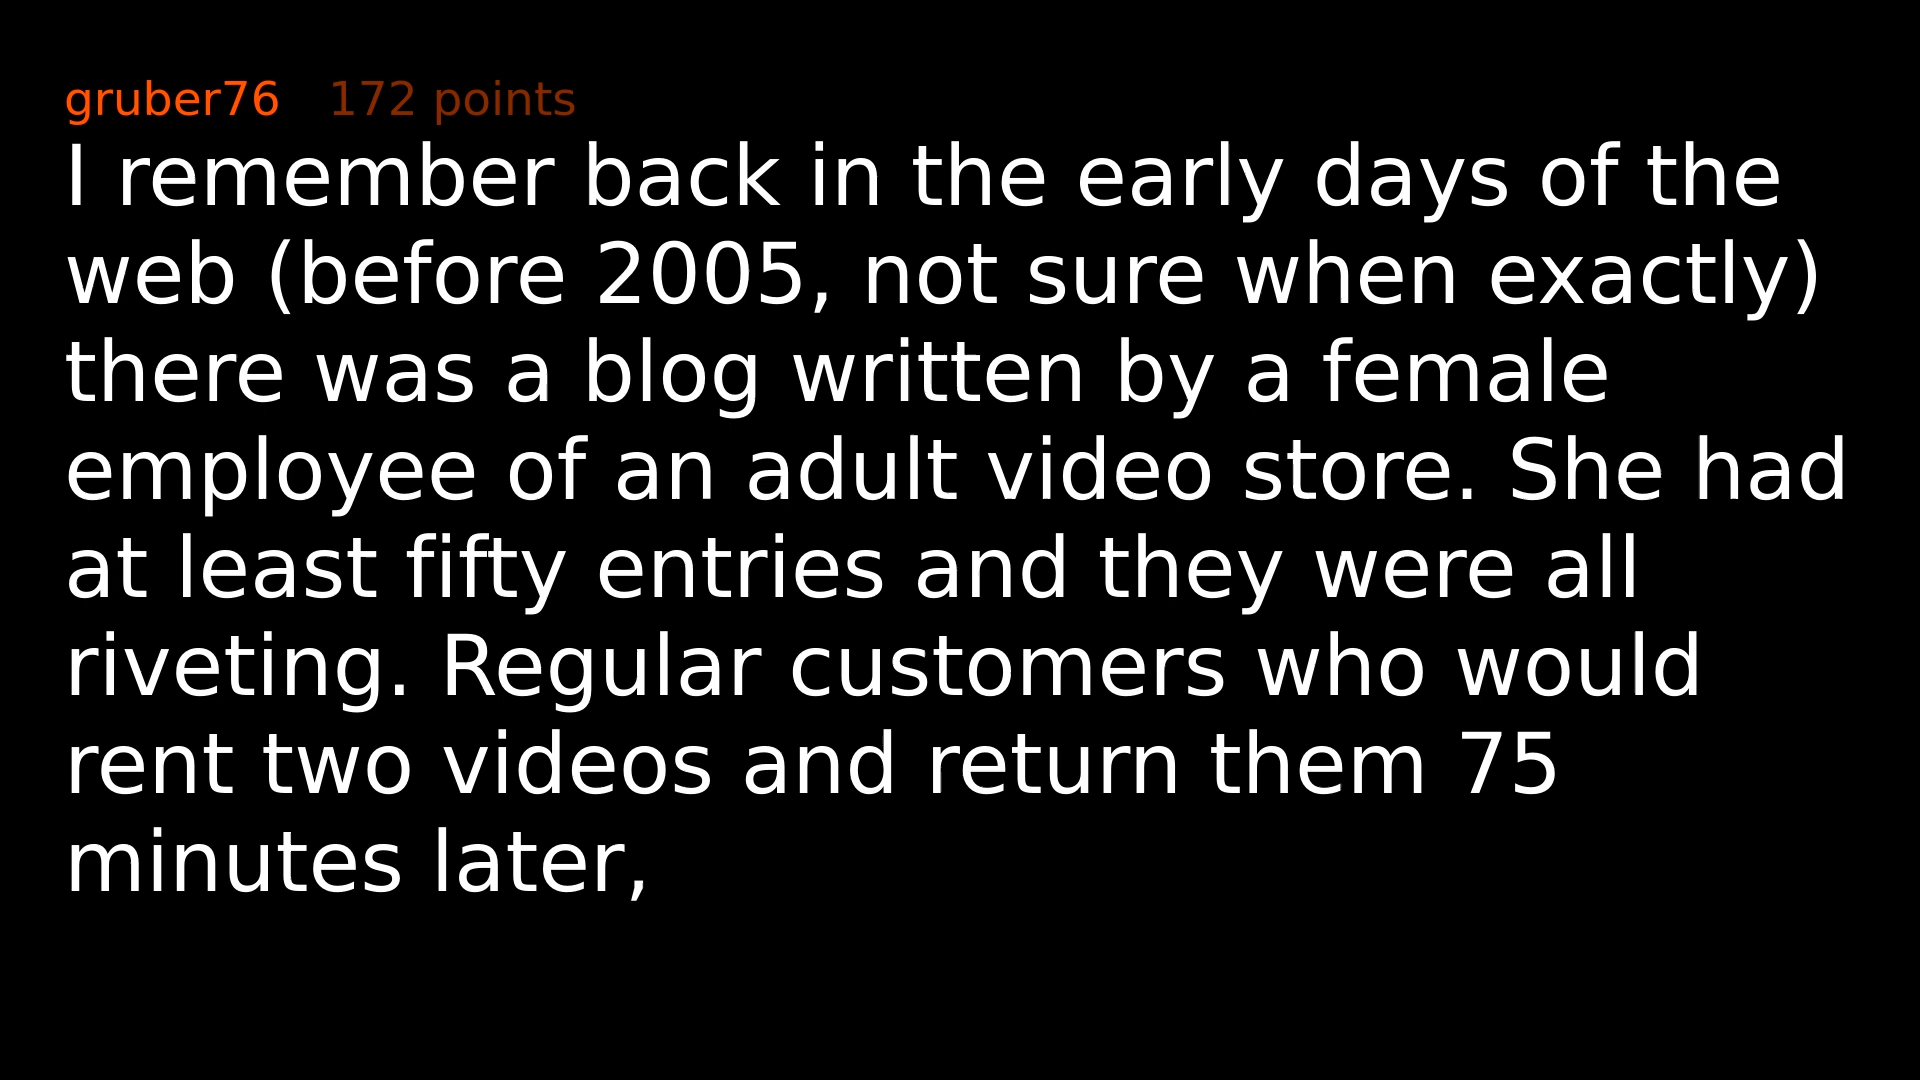 gruber76 172 points
I remember back in the early days of the
web (before 2005, not sure when exactly)
there was a blog written by a female
employee of an adult video store. She had
at least fifty entries and they were all
riveting. Regular customers who would
rent two videos and return them 75
minutes later,